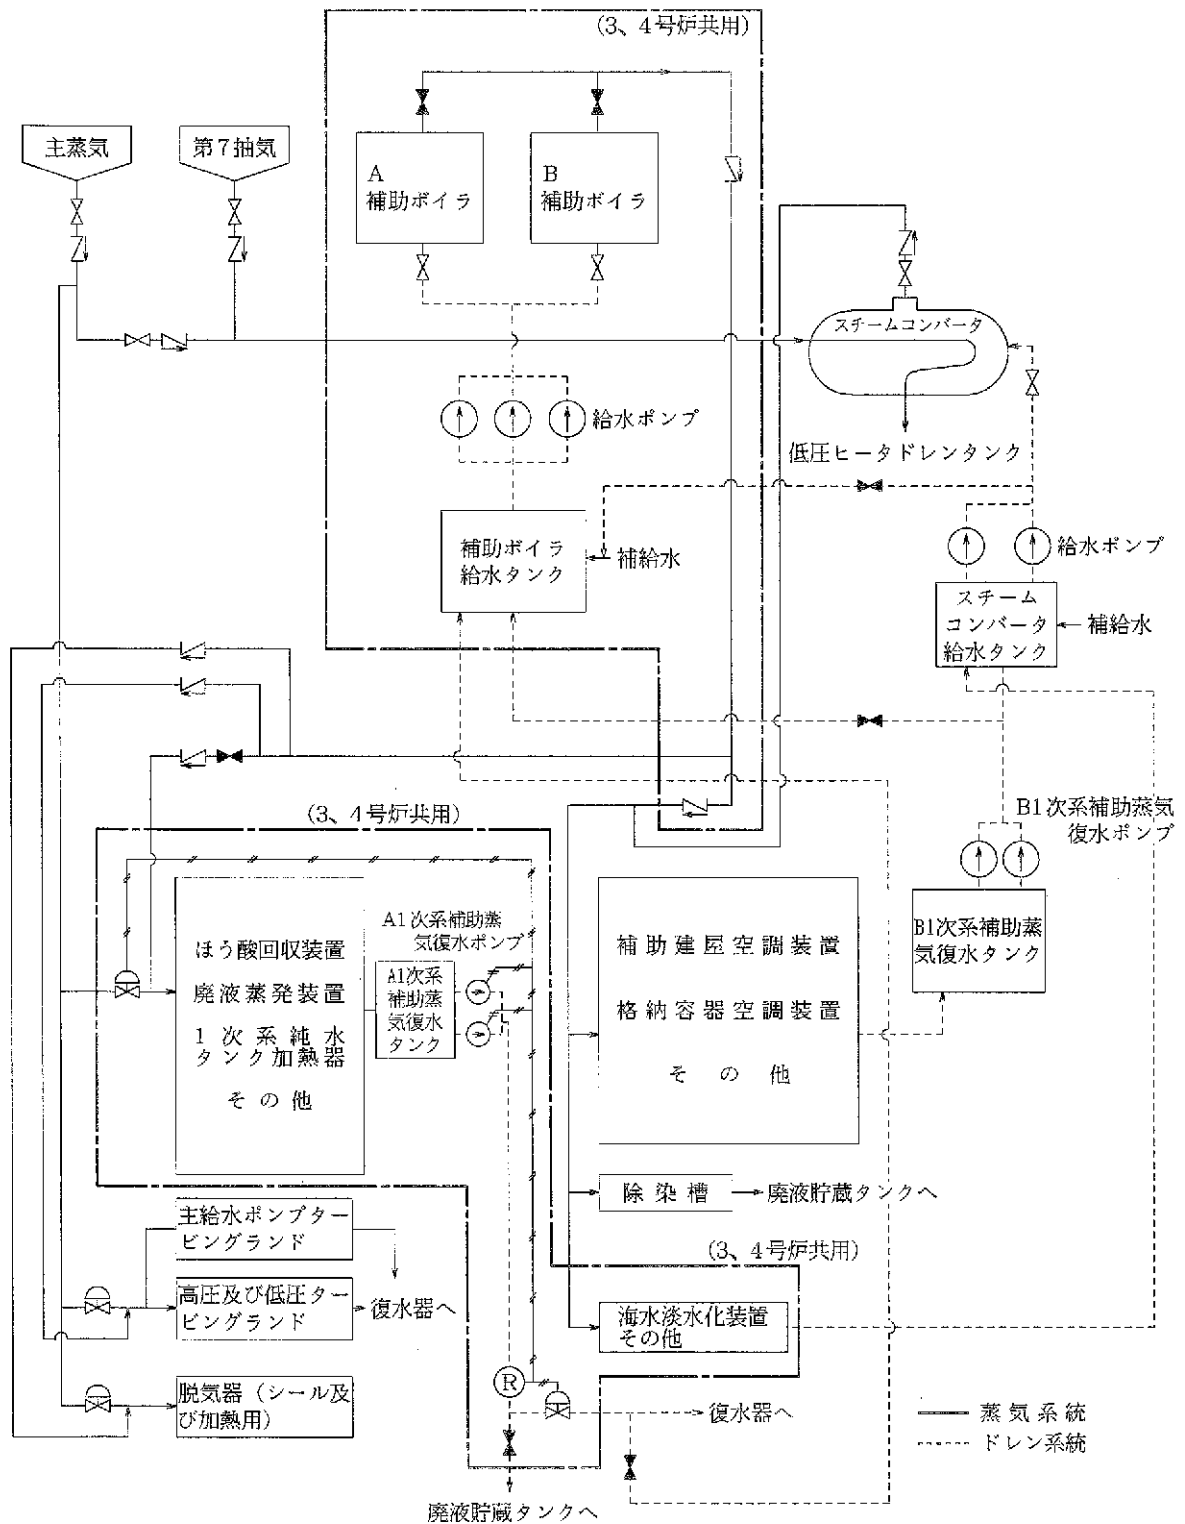 (3、4号炉共用)
主蒸気
第7抽気
A
補助ボイラ
B
補助ボイラ
スチームコンバータ
給水ポンプ
低圧ヒータドレンタンク
補助ボイラ
給水タンク
補給水
給水ポンプ
スチーム
コンバータ
給水タンク
補給水
(3、4号炉共用)
B1次系補助蒸気
復水ポンプ
A1次系補助蒸
気復水ポンプ
ほう酸回収装置
廃液蒸発装置
1次系純水
タンク加熱器
その他
A1次系
補助蒸
気復水
タンク
補助建屋空調装置
格納容器空調装置
その他
B1次系補助蒸
気復水タンク
除染槽
廃液貯蔵タンクへ
主給水ポンプター
ビングランド
(3、4号炉共用)
高圧及び低圧ター
ビングランド
復水器へ
海水淡水化装置
その他
脱気器(シール及
び加熱用)
R
復水器へ
蒸気系統
ドレン系統
廃液貯蔵タンクへ